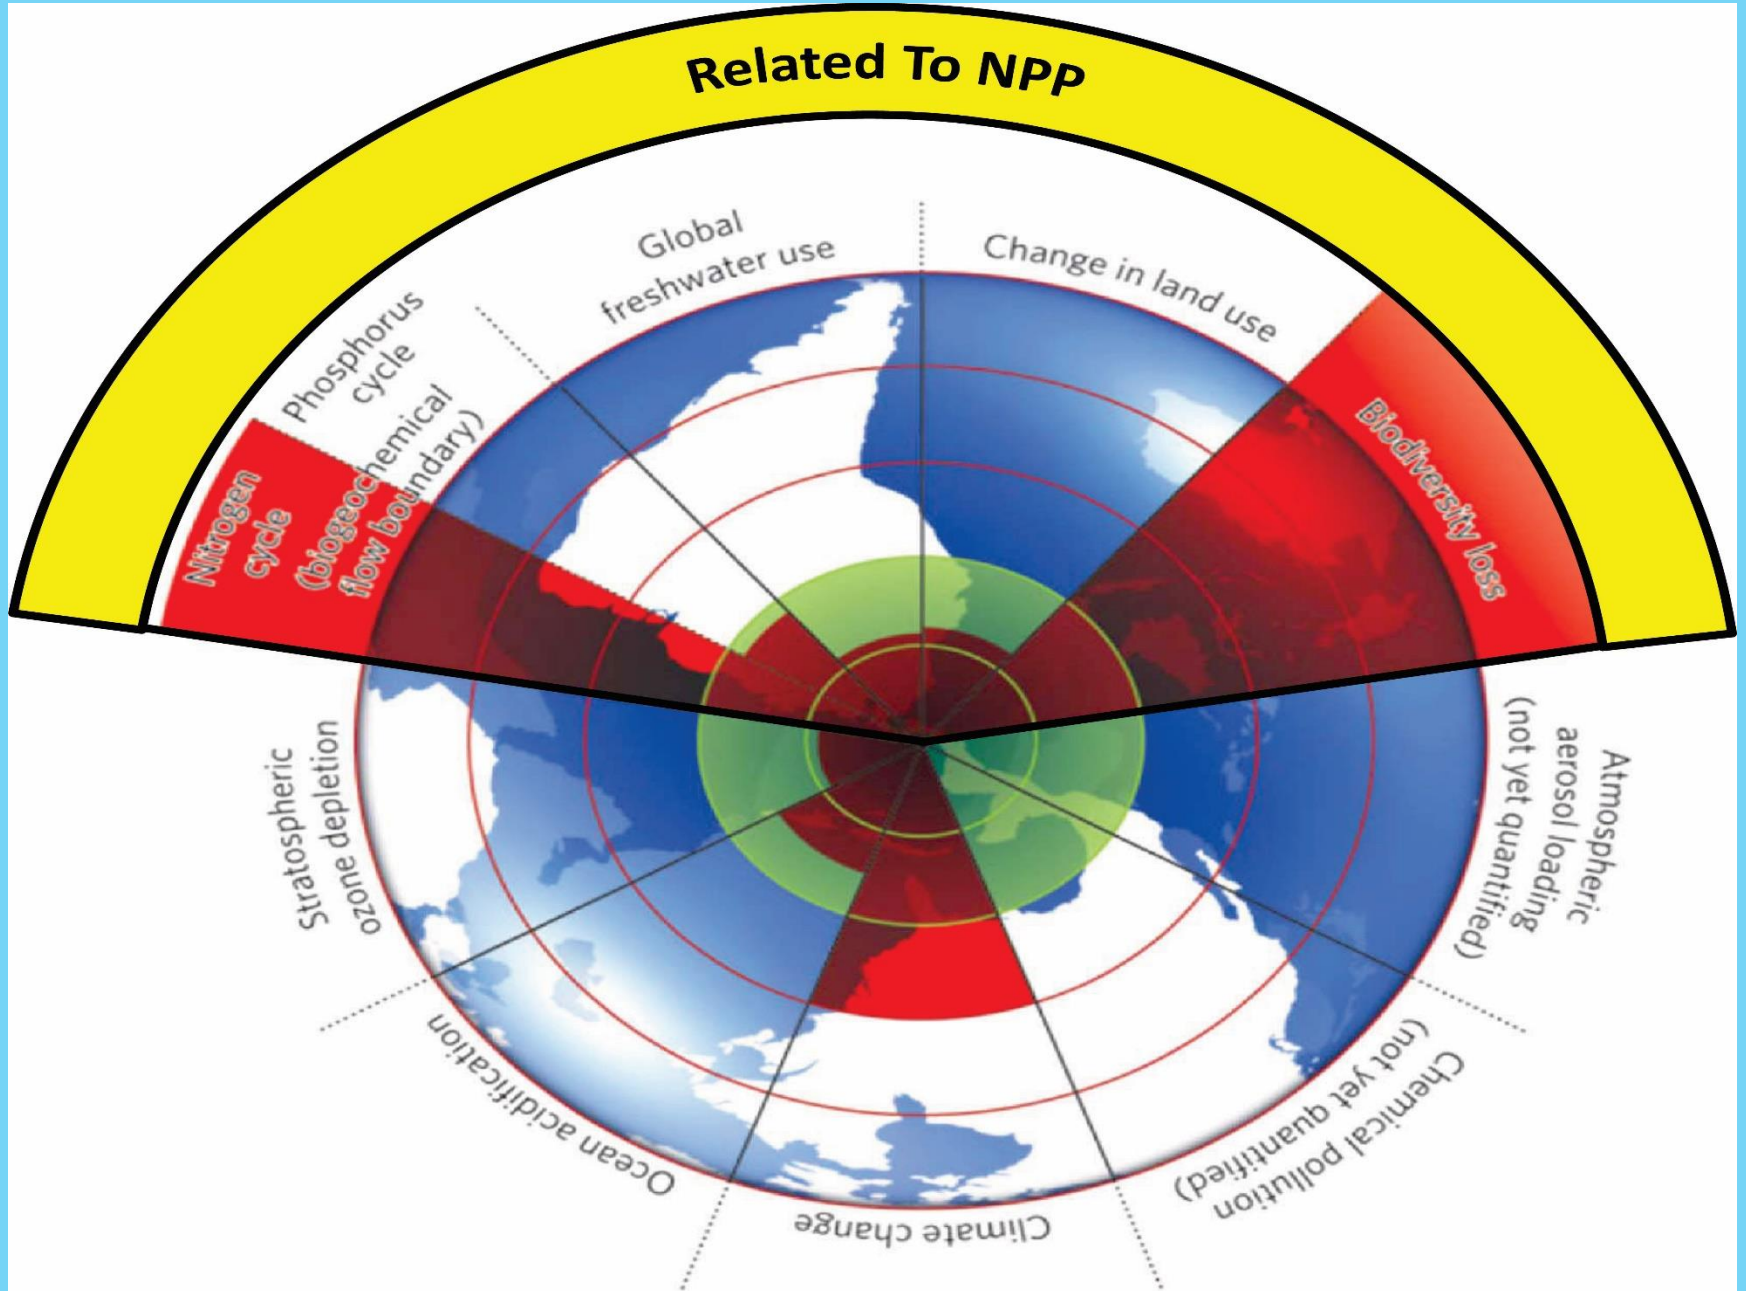 Related To NPP
Global
freshwater use
Change in land use
Phosphorus
cycle
Nitrogen
cycle
(biogeochemical
flow boundary)
Biodiversity loss
Stratospheric
ozone depletion
Atmospheric
aerosol loading
(not yet quantified)
Ocean acidification
Climate change
Chemical pollution
(not yet quantified)